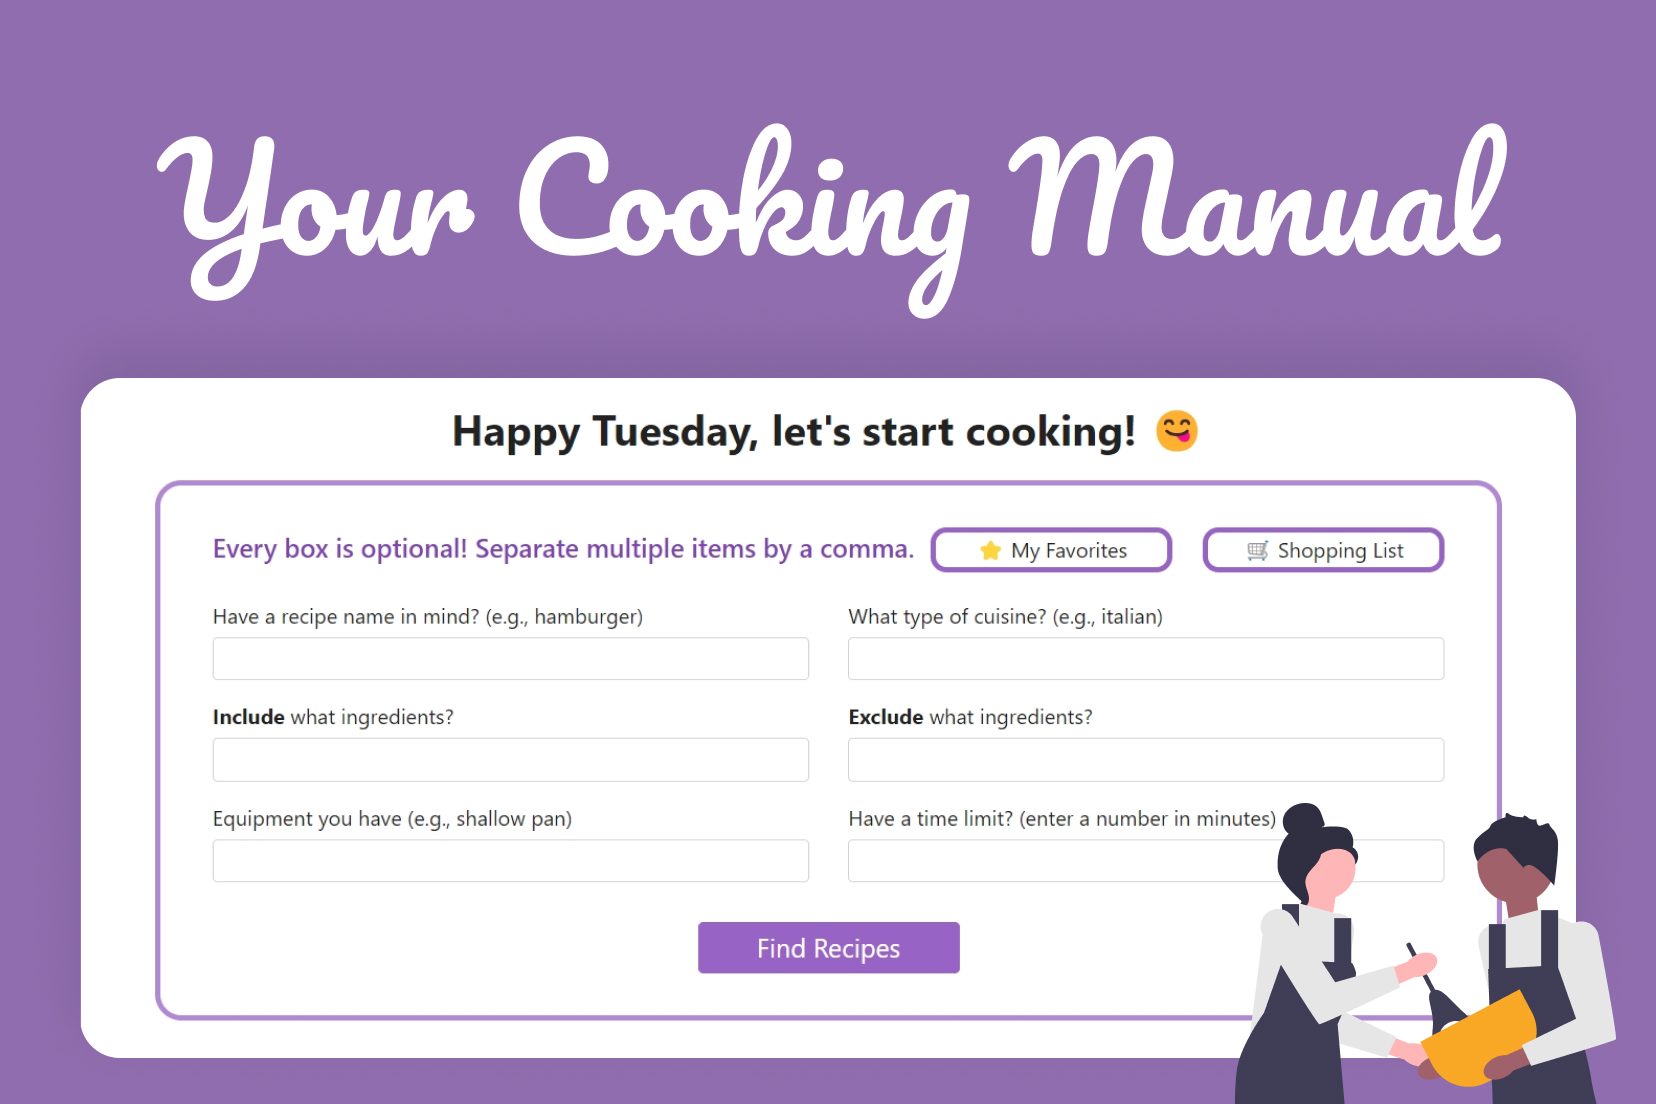 Your Cooking Manual
Happy Tuesday, let's start cooking! 😋
Every box is optional! Separate multiple items by a comma.
⭐ My Favorites
🛒 Shopping List
Have a recipe name in mind? (e.g., hamburger)
What type of cuisine? (e.g., italian)
Include what ingredients?
Exclude what ingredients?
Equipment you have (e.g., shallow pan)
Have a time limit? (enter a number in minutes)
Find Recipes